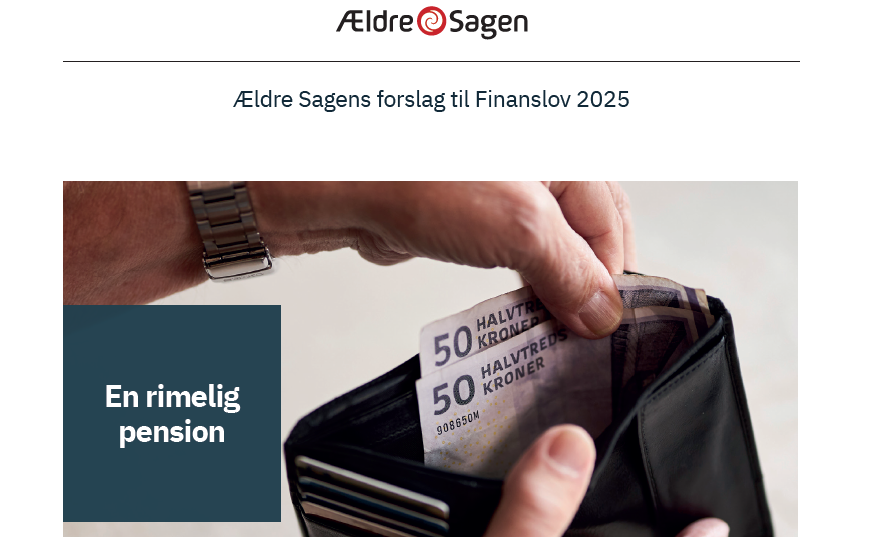 Ældre Sagen
Ældre Sagens forslag til Finanslov 2025
En rimelig
pension
50 HALVTREDS
KRONER
50 HALVTREDS
KRONER
908650M